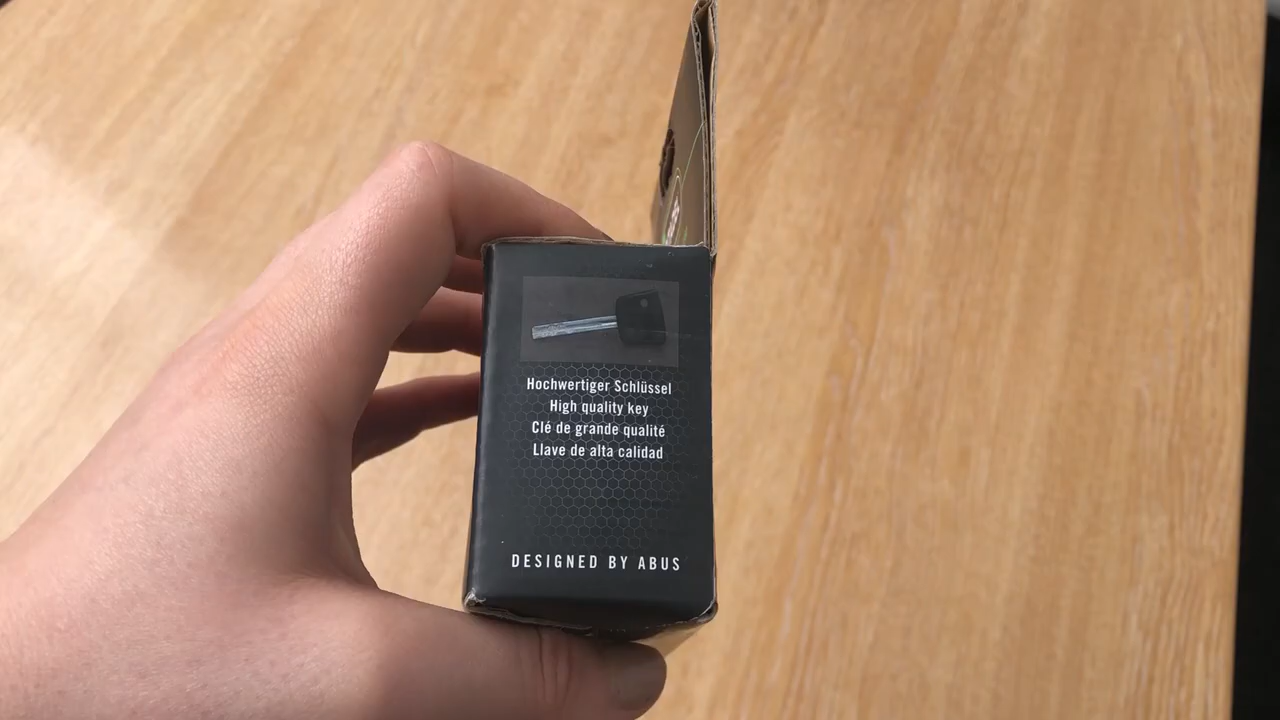 Hochwertiger Schlüssel
High quality key
Clé de grande qualité
Llave de alta calidad
DESIGNED BY ABUS